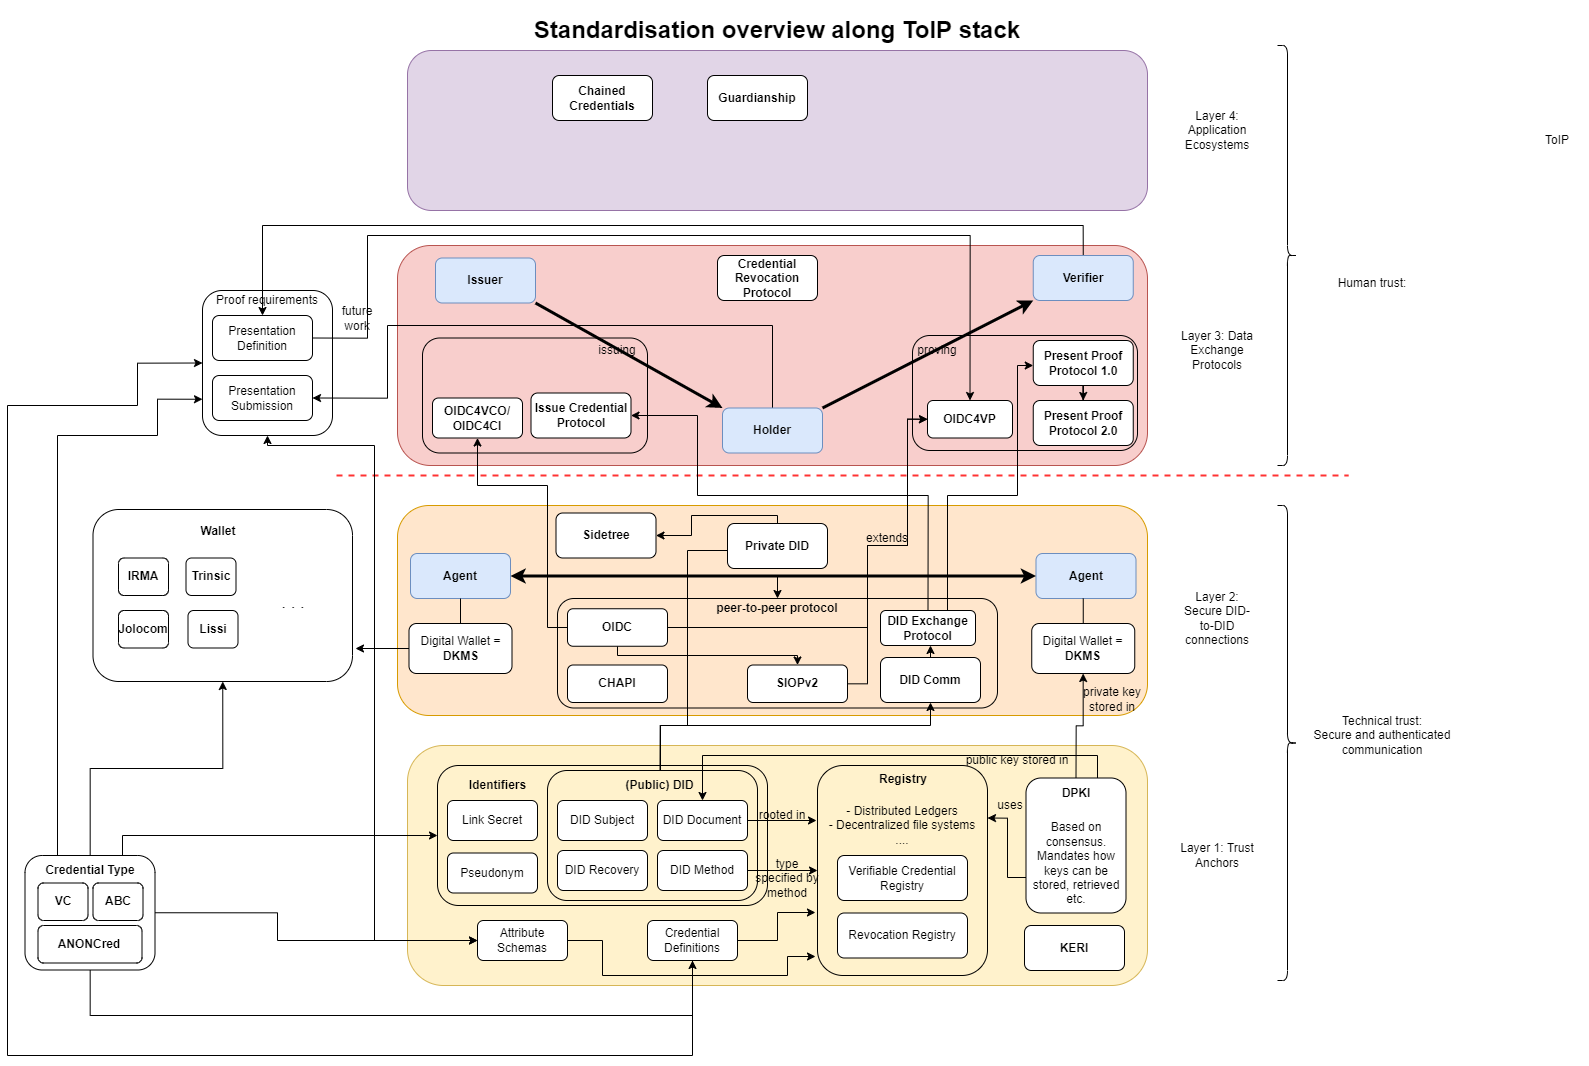 Standardisation overview along ToIP stack
Chained
Credentials
Guardianship
Layer 4:
Application
Ecosystems
ToIP
Issuer
Credential
Revocation
Protocol
Verifier
Human trust:
Proof requirements
Presentation
Definition
future
work
Presentation
Submission
issuing
proving
Present Proof
Protocol 1.0
Layer 3: Data
Exchange
Protocols
OIDC4VCO/
OIDC4CI
Issue Credential
Protocol
Holder
OIDC4VP
Present Proof
Protocol 2.0
Wallet
IRMA
Trinsic
. . .
Jolocom
Lissi
Sidetree
Private DID
extends
Agent
Agent
peer-to-peer protocol
Digital Wallet =
DKMS
OIDC
DID Exchange
Protocol
Digital Wallet =
DKMS
Layer 2:
Secure DID-
to-DID
connections
CHAPI
SIOPv2
DID Comm
private key
stored in
Technical trust:
Secure and authenticated
communication
public key stored in
Identifiers
(Public) DID
Registry
DPKI
Link Secret
DID Subject
DID Document
rooted in
- Distributed Ledgers
- Decentralized file systems
....
uses
Based on
consensus.
Mandates how
keys can be
stored, retrieved
etc.
Pseudonym
DID Recovery
DID Method
type
specified by
method
Verifiable Credential
Registry
Layer 1: Trust
Anchors
Credential Type
VC
ABC
ANONCred
Attribute
Schemas
Credential
Definitions
Revocation Registry
KERI